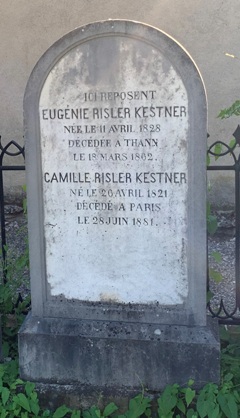 ICI REPOSENT
EUGÉNIE RISLER KESTNER
NÉE LE 11 AVRIL 1828
DÉCÉDÉE A THANN
LE 12 MARS 1862.
CAMILLE RISLER KESTNER
NÉ LE 26 AVRIL 1821
DÉCÉDÉ A PARIS
LE 28 JUIN 1881.